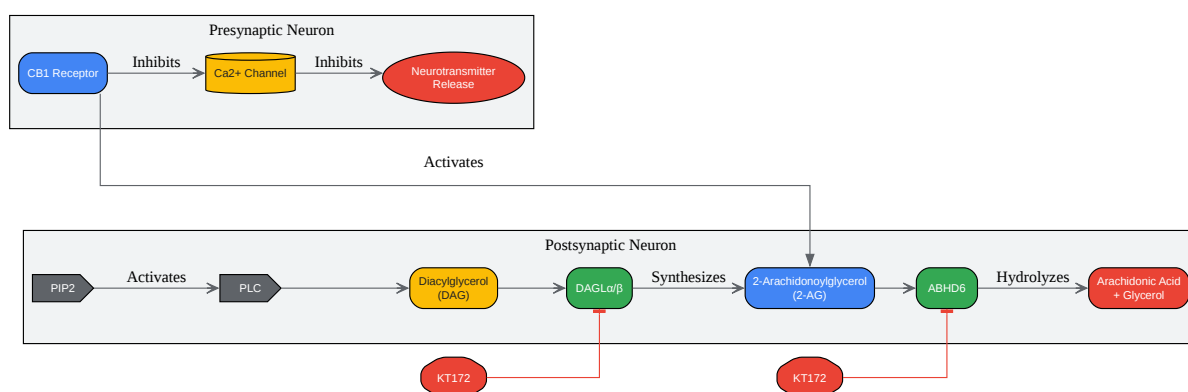 Presynaptic Neuron
CB1 Receptor
Inhibits
Ca2+ Channel
Inhibits
Neurotransmitter
Release
Activates
Postsynaptic Neuron
PIP2
Activates
PLC
Diacylglycerol
(DAG)
DAGLα/β
Synthesizes
2-Arachidonoylglycerol
(2-AG)
ABHD6
Hydrolyzes
Arachidonic Acid
+ Glycerol
KT172
KT172